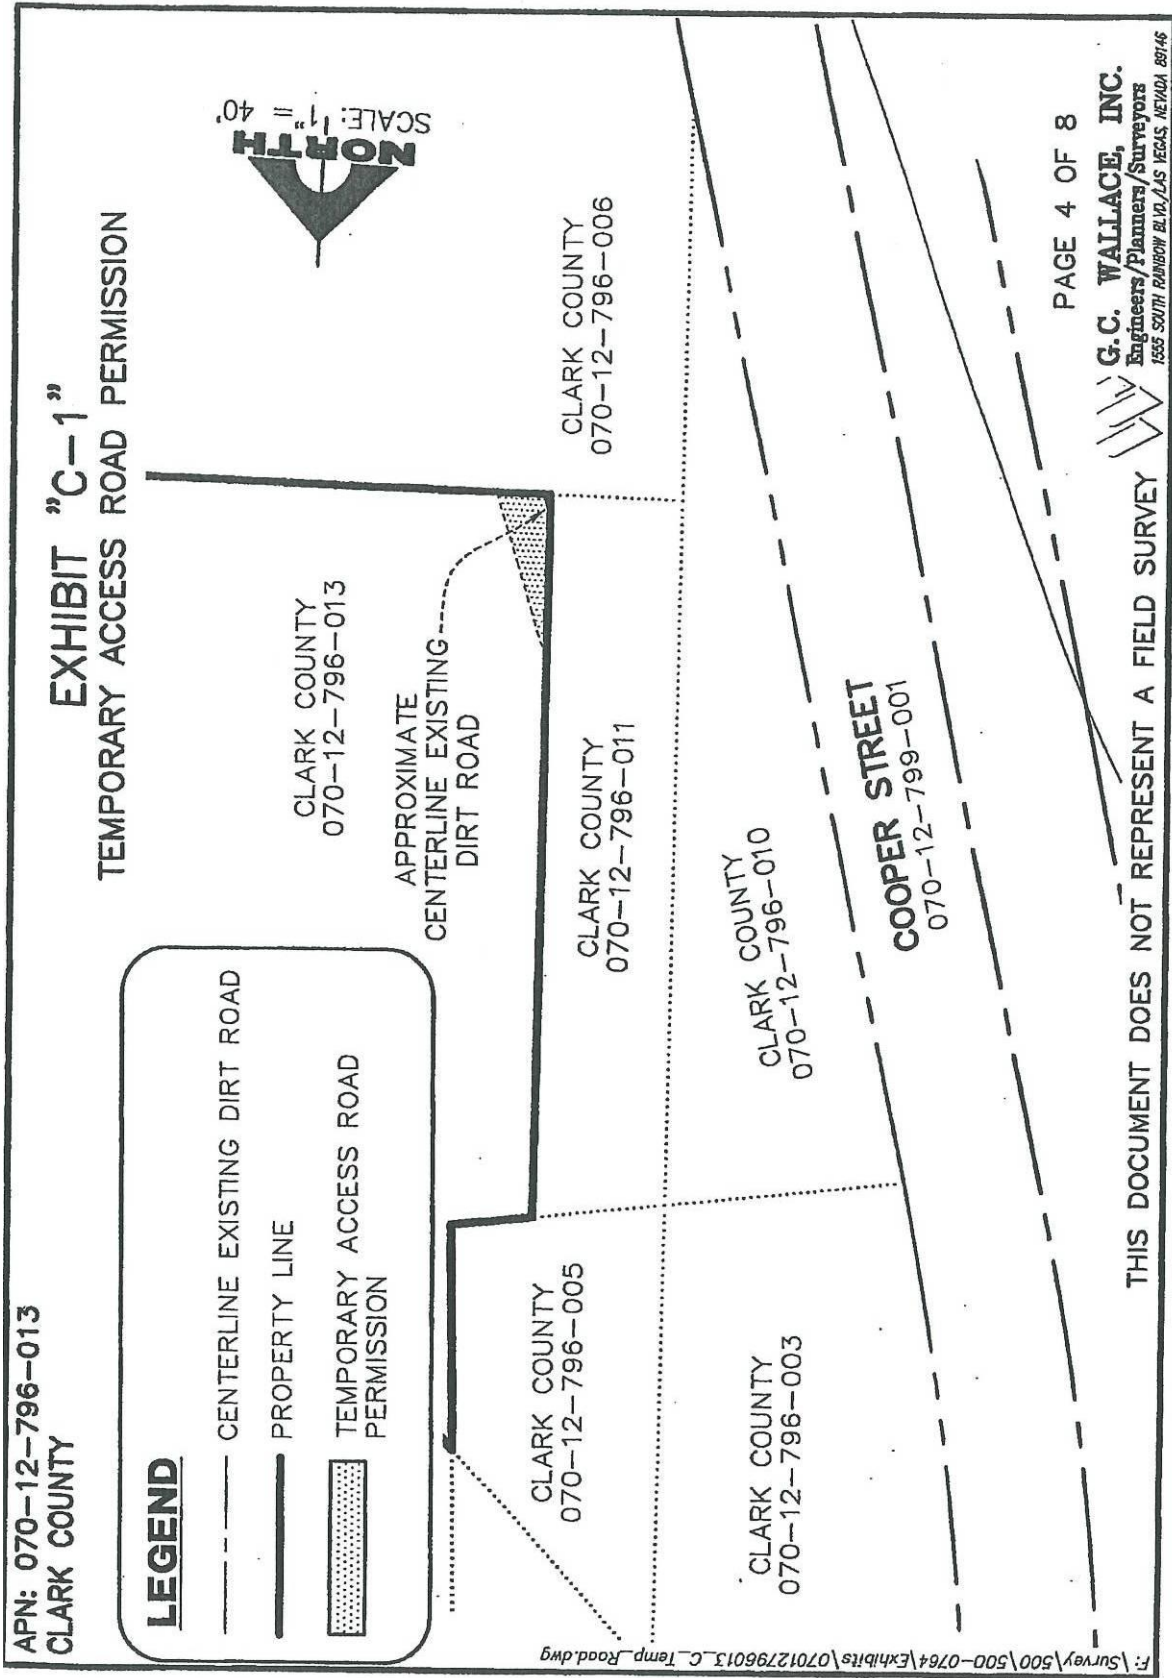 APN: 070-12-796-013
CLARK COUNTY
EXHIBIT "C-1"
TEMPORARY ACCESS ROAD PERMISSION
NORTH
SCALE: 1" = 40'
LEGEND
CENTERLINE EXISTING DIRT ROAD
PROPERTY LINE
TEMPORARY ACCESS ROAD
PERMISSION
CLARK COUNTY
070-12-796-013
APPROXIMATE
CENTERLINE EXISTING
DIRT ROAD
CLARK COUNTY
070-12-796-006
CLARK COUNTY
070-12-796-011
CLARK COUNTY
070-12-796-005
CLARK COUNTY
070-12-796-010
CLARK COUNTY
070-12-796-003
COOPER STREET
070-12-799-001
PAGE 4 OF 8
THIS DOCUMENT DOES NOT REPRESENT A FIELD SURVEY
G.C. WALLACE, INC.
Engineers/Planners/Surveyors
1555 SOUTH RAINBOW BLVD./LAS VEGAS, NEVADA 89146
F:\Survey\500\500-0764\Exhibits\07012796013_C_Temp_Road.dwg